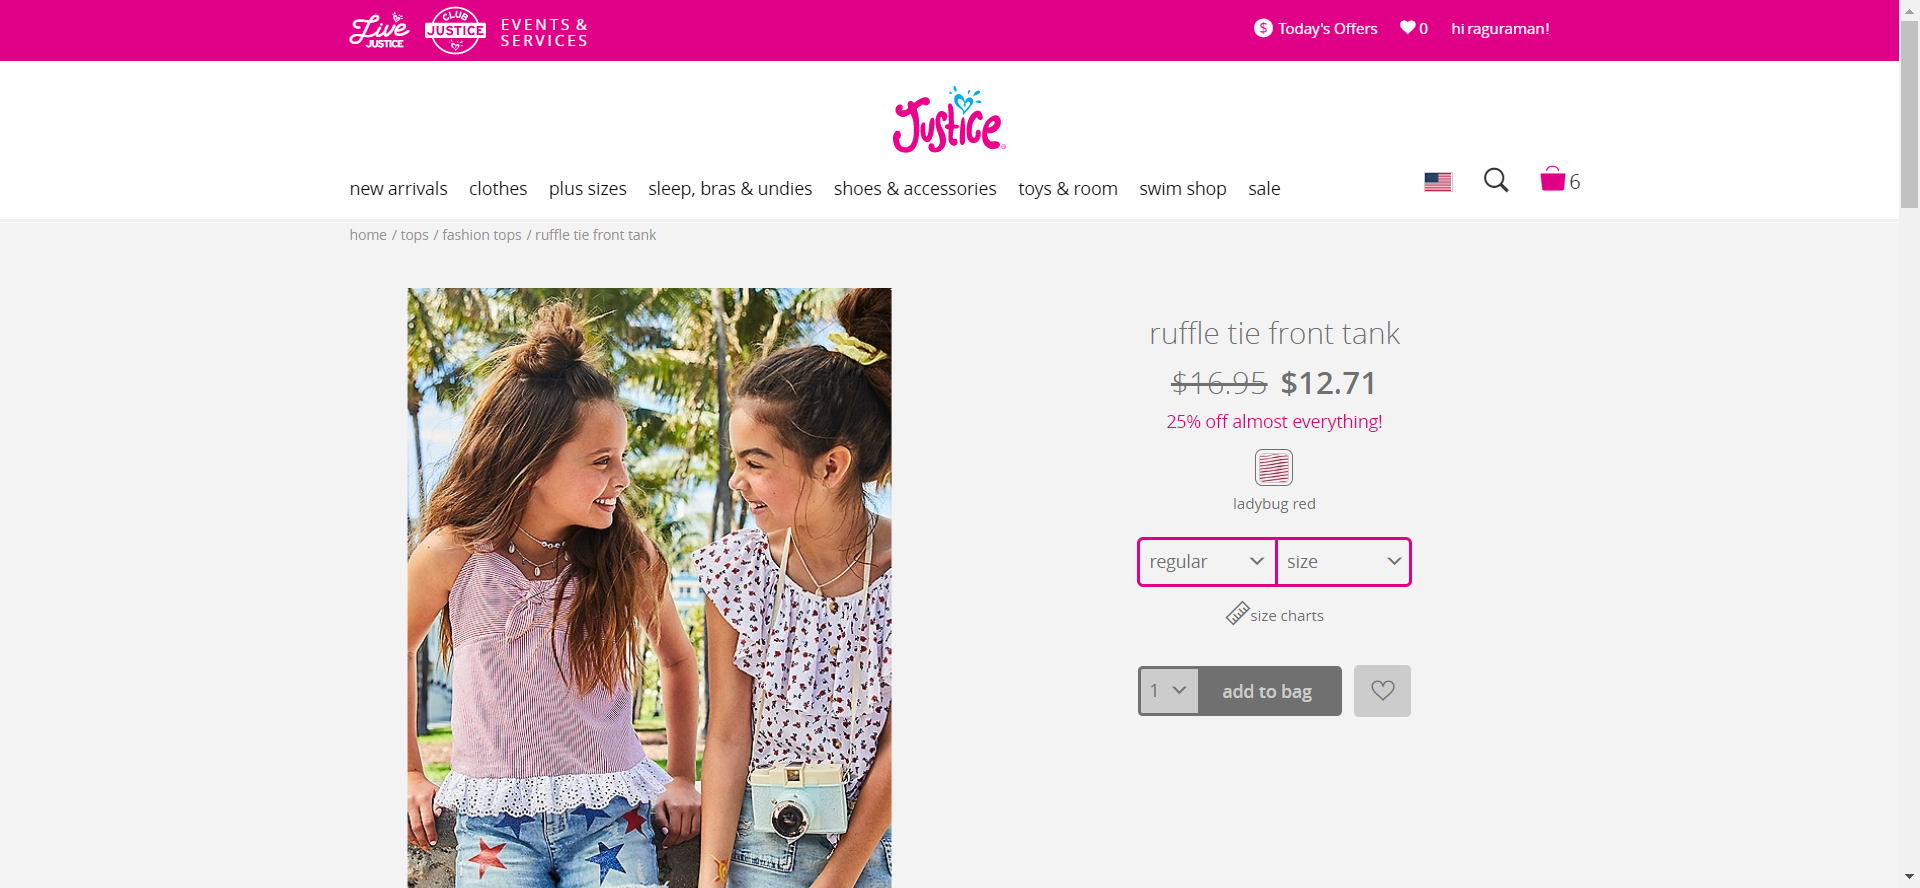 Live JUSTICE
CLUB JUSTICE
EVENTS &
SERVICES
$ Today's Offers
0
hi raguraman!
Justice
new arrivals clothes plus sizes sleep, bras & undies shoes & accessories toys & room swim shop sale
6
home / tops / fashion tops / ruffle tie front tank
ruffle tie front tank
$16.95 $12.71
25% off almost everything!
ladybug red
regular size
size charts
1 add to bag